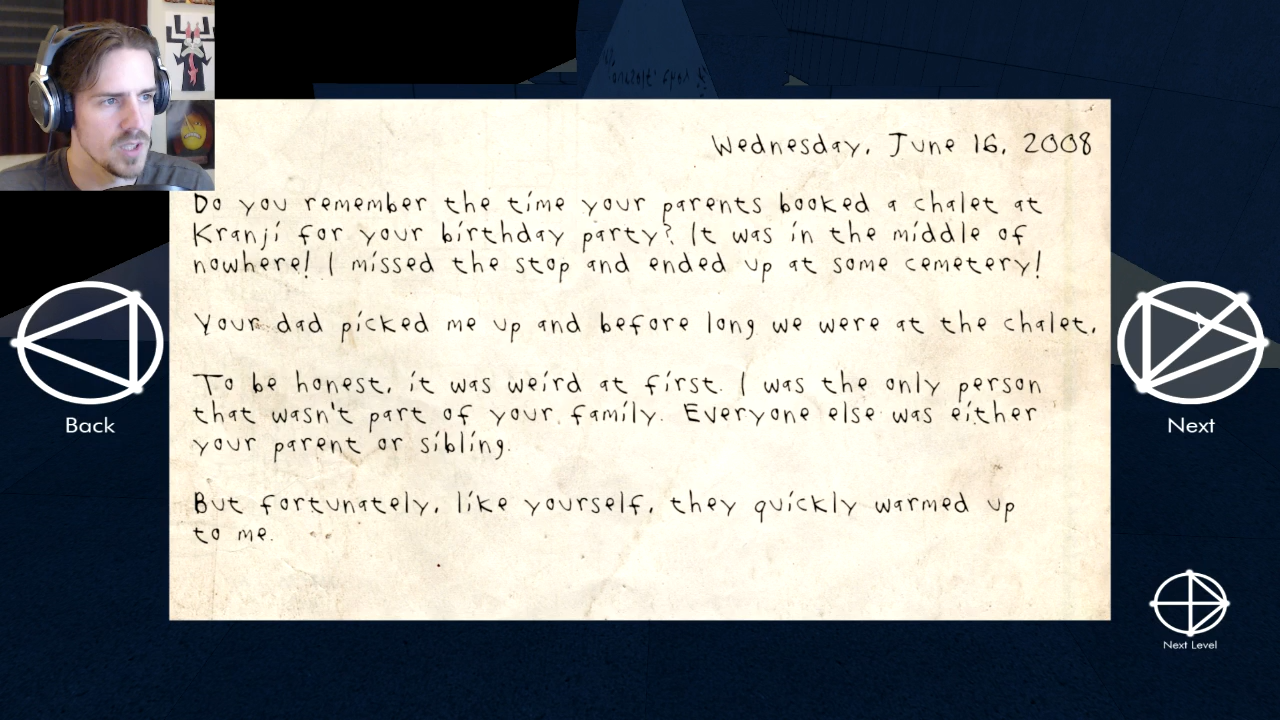 Wednesday, June 16, 2008
Do you remember the time your parents booked a chalet at
Kranji for your birthday party? It was in the middle of
nowhere! I missed the stop and ended up at some cemetery!
Your dad picked me up and before long we were at the chalet.
To be honest, it was weird at first. I was the only person
that wasn't part of your family. Everyone else was either
your parent or sibling.
But fortunately, like yourself, they quickly warmed up
to me.
Back
Next
Next Level